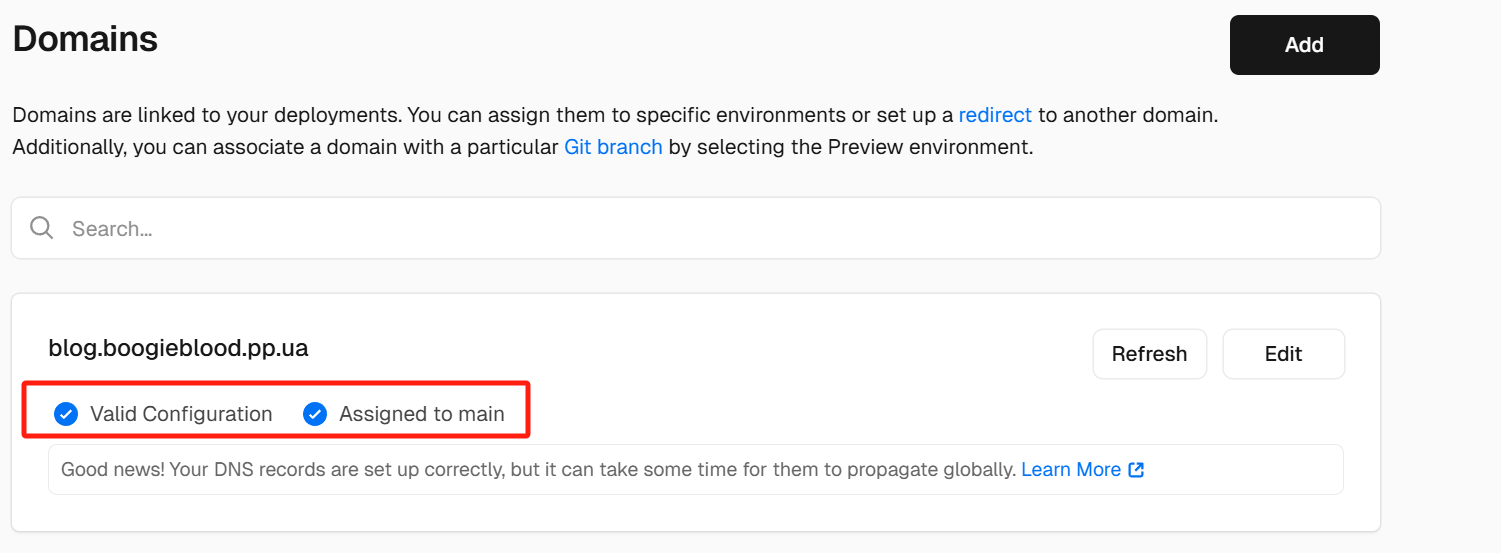 Domains
Add
Domains are linked to your deployments. You can assign them to specific environments or set up a redirect to another domain.
Additionally, you can associate a domain with a particular Git branch by selecting the Preview environment.
Search...
blog.boogieblood.pp.ua
Refresh
Edit
Valid Configuration
Assigned to main
Good news! Your DNS records are set up correctly, but it can take some time for them to propagate globally. Learn More